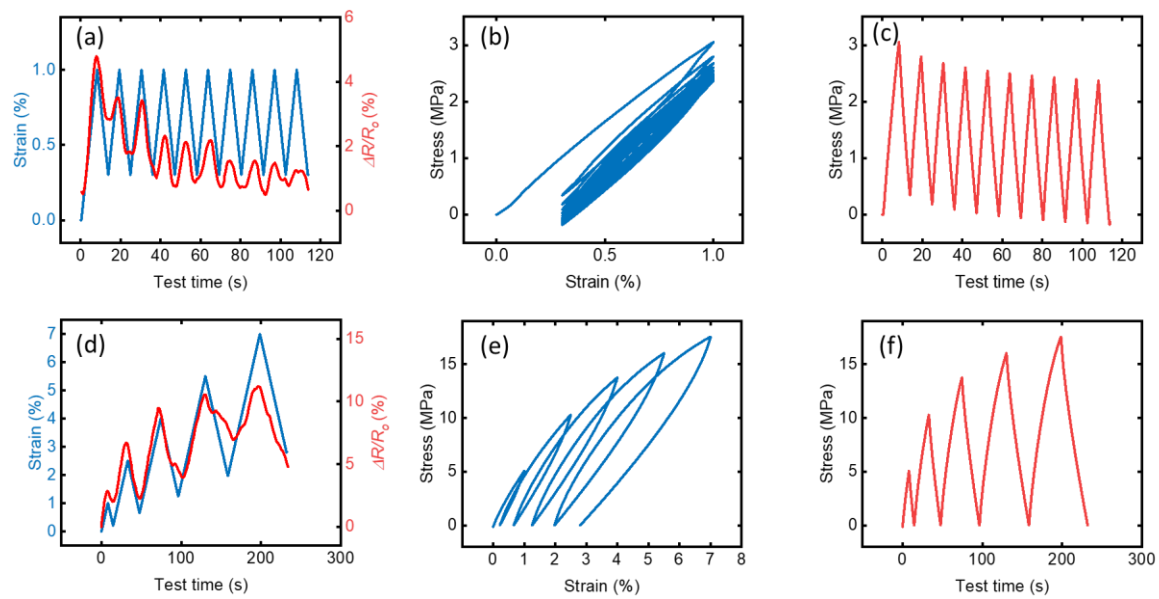 (a)
Strain (%)
1.0
0.5
0.0
6
4
2
0
ΔR/Rₒ (%)
0 20 40 60 80 100 120
Test time (s)
(b)
Stress (MPa)
3
2
1
0
0.0 0.5 1.0
Strain (%)
(c)
Stress (MPa)
3
2
1
0
0 20 40 60 80 100 120
Test time (s)
(d)
Strain (%)
7
6
5
4
3
2
1
0
15
10
5
0
ΔR/Rₒ (%)
0 100 200 300
Test time (s)
(e)
Stress (MPa)
15
10
5
0
0 1 2 3 4 5 6 7 8
Strain (%)
(f)
Stress (MPa)
15
10
5
0
0 100 200 300
Test time (s)